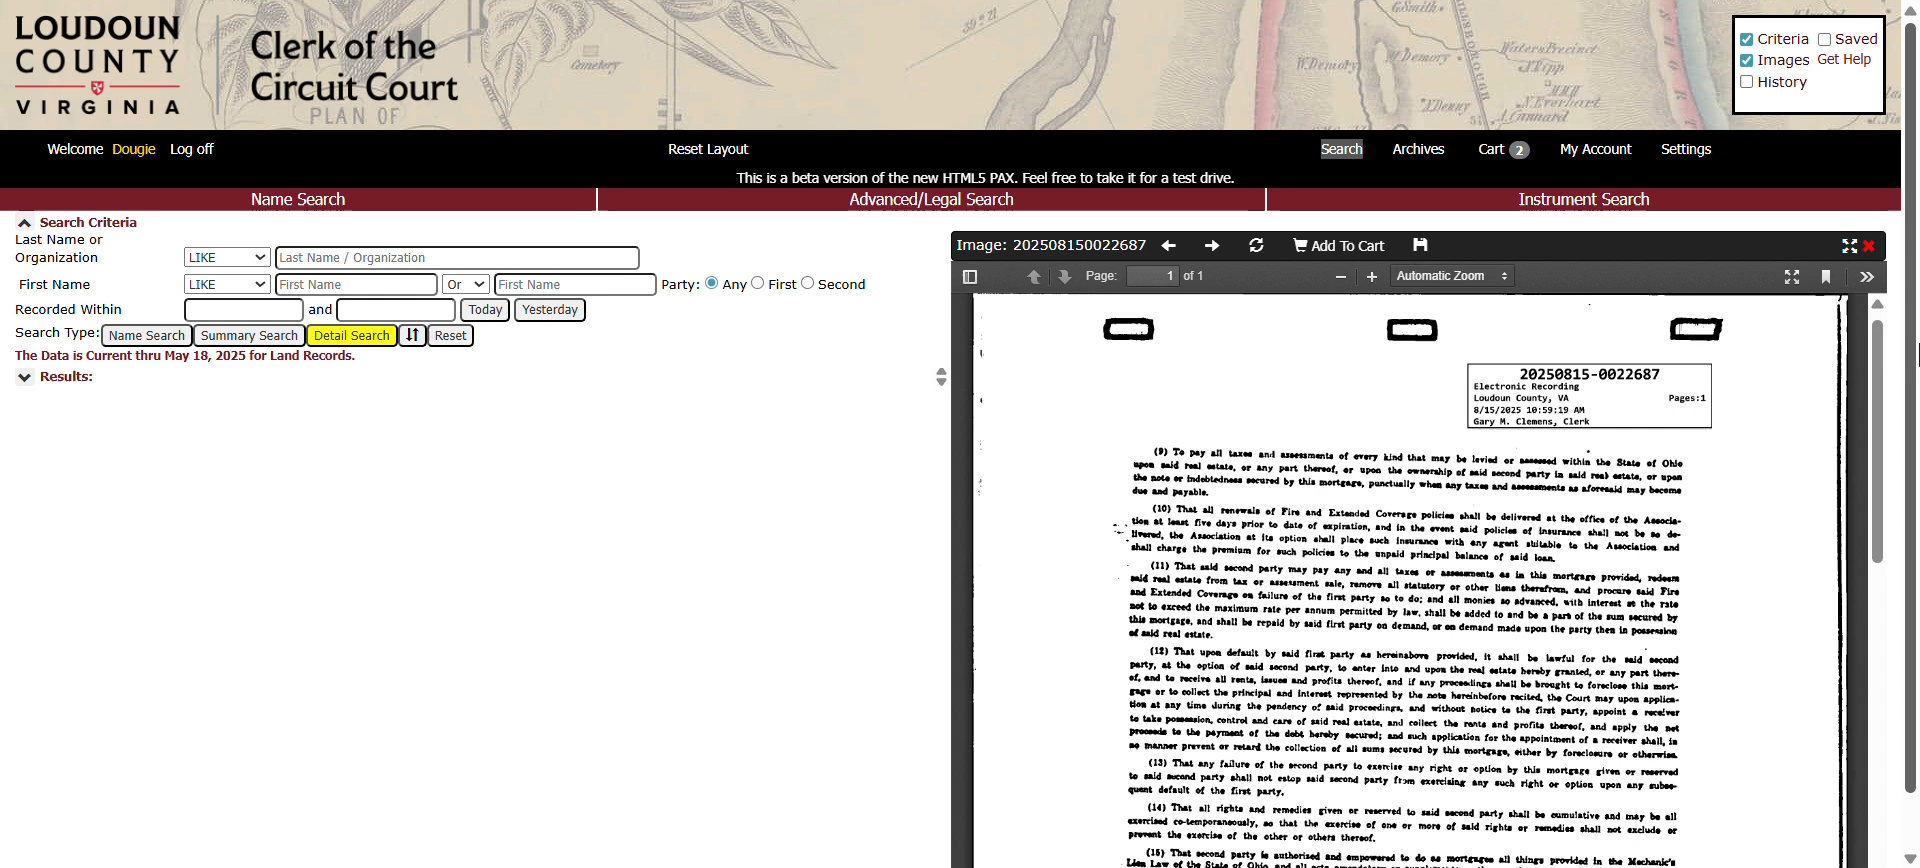 LOUDOUN
COUNTY
VIRGINIA
Clerk of the
Circuit Court
PLAN OF
Cemetery
39° 21'
G.Smith
W.Demory
Demory
J.Denny
Waters Precinct
J.Everhart
Criteria Saved
Images Get Help
History
Welcome Dougie Log off
Reset Layout
Search Archives Cart 2 My Account Settings
This is a beta version of the new HTML5 PAX. Feel free to take it for a test drive.
Name Search
Advanced/Legal Search
Instrument Search
Search Criteria
Last Name or
Organization LIKE Last Name / Organization
First Name LIKE First Name Or First Name Party: Any First Second
Recorded Within and Today Yesterday
Search Type: Name Search Summary Search Detail Search Reset
The Data is Current thru May 18, 2025 for Land Records.
Results:
Image: 202508150022687 Add To Cart
Page: 1 of 1 Automatic Zoom
20250815-0022687
Electronic Recording
Loudoun County, VA Pages:1
8/15/2025 10:59:19 AM
Gary M. Clemens, Clerk
(9) To pay all taxes and assessments of every kind that may be levied or assessed within the State of Ohio
upon said real estate, or any part thereof, or upon the ownership of said second party in said real estate, or upon
the note or indebtedness secured by this mortgage, punctually when any taxes and assessments as aforesaid may become
due and payable.
(10) That all renewals of Fire and Extended Coverage policies shall be delivered at the office of the Associa-
tion at least five days prior to date of expiration, and in the event said policies of insurance shall not be so de-
livered, the Association at its option shall place such insurance with any agent suitable to the Association and
shall charge the premium for such policies to the unpaid principal balance of said loan.
(11) That said second party may pay any and all taxes or assessments as in this mortgage provided, redeem
said real estate from tax or assessment sale, remove all statutory or other liens therefrom, and procure said Fire
and Extended Coverage on failure of the first party so to do; and all monies so advanced, with interest at the rate
not to exceed the maximum rate per annum permitted by law, shall be added to and be a part of the sum secured by
this mortgage, and shall be repaid by said first party on demand, or on demand made upon the party then in possession
of said real estate.
(12) That upon default by said first party as hereinabove provided, it shall be lawful for the said second
party, at the option of said second party, to enter into and upon the real estate hereby granted, or any part there-
of, and to receive all rents, issues and profits thereof, and if any proceedings shall be brought to foreclose this mort-
gage or to collect the principal and interest represented by the note hereinbefore recited, the Court may upon applica-
tion at any time during the pendency of said proceedings, and without notice to the first party, appoint a receiver
to take possession, control and care of said real estate, and collect the rents and profits thereof, and apply the net
proceeds to the payment of the debt hereby secured; and such application for the appointment of a receiver shall, in
no manner prevent or retard the collection of all sums secured by this mortgage, either by foreclosure or otherwise.
(13) That any failure of the second party to exercise any right or option by this mortgage given or reserved
to said second party shall not estop said second party from exercising any such right or option upon any subse-
quent default of the first party.
(14) That all rights and remedies given or reserved to said second party shall be cumulative and may be all
exercised co-temporaneously, so that the exercise of one or more of said rights or remedies shall not exclude or
prevent the exercise of the other or others thereof.
(15) That second party is authorised and empowered to do as mortgagee all things provided in the Mechanic's
Lien Law of the State of Ohio, and all acts